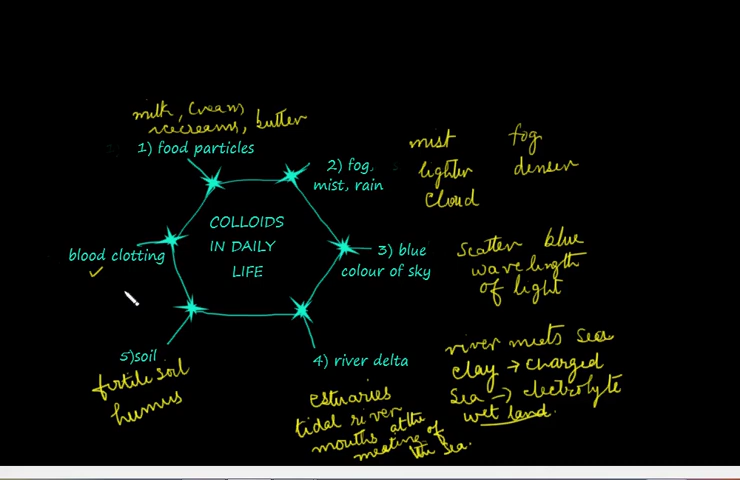 milk, cream,
icecreams, butter
1) food particles
2) fog,
mist, rain
mist fog
lighter denser
cloud
COLLOIDS
IN DAILY
LIFE
3) blue
colour of sky
scatter blue
wavelength
of light
blood clotting
5)soil
fertile soil
humus
4) river delta
estuaries
tidal river
mouths at the
meeting of
the sea.
river meets sea
clay → charged
sea → electrolyte
wet land.